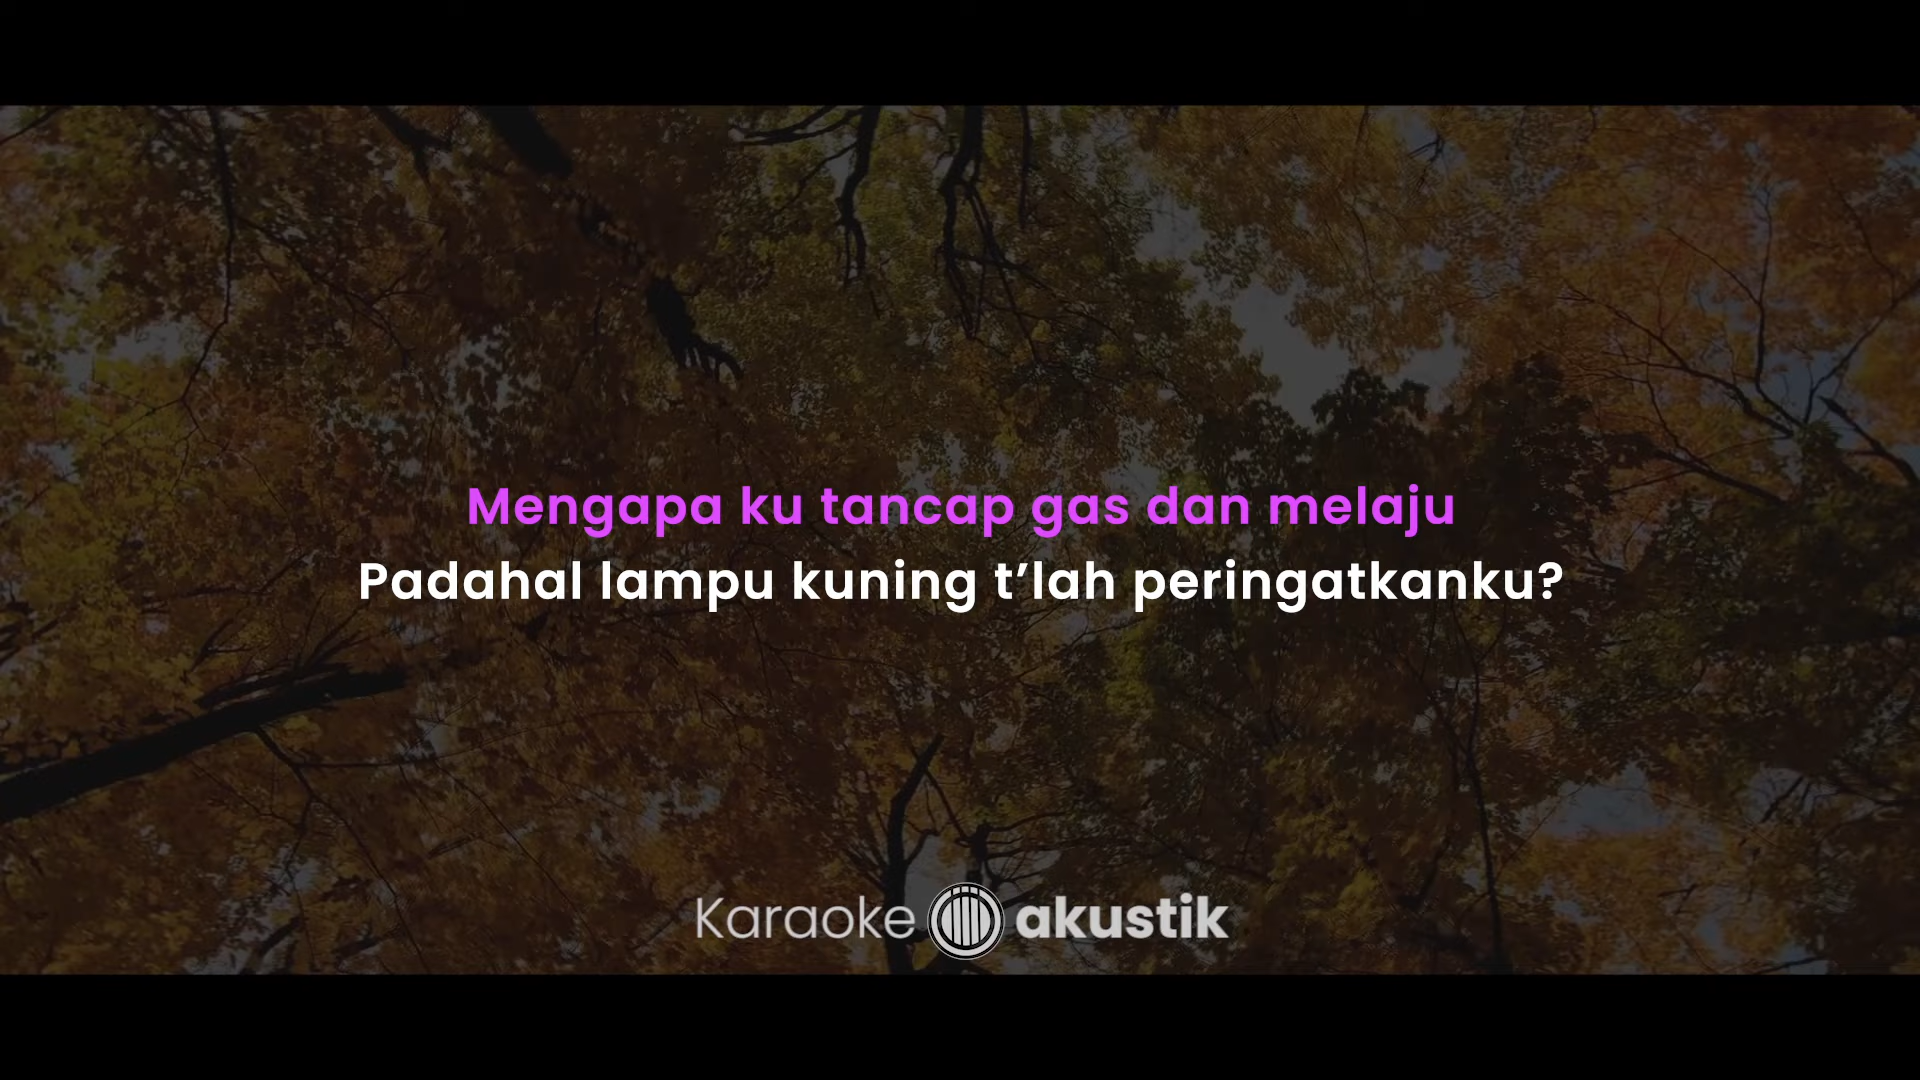 Mengapa ku tancap gas dan melaju
Padahal lampu kuning t’lah peringatkanku?
Karaoke akustik